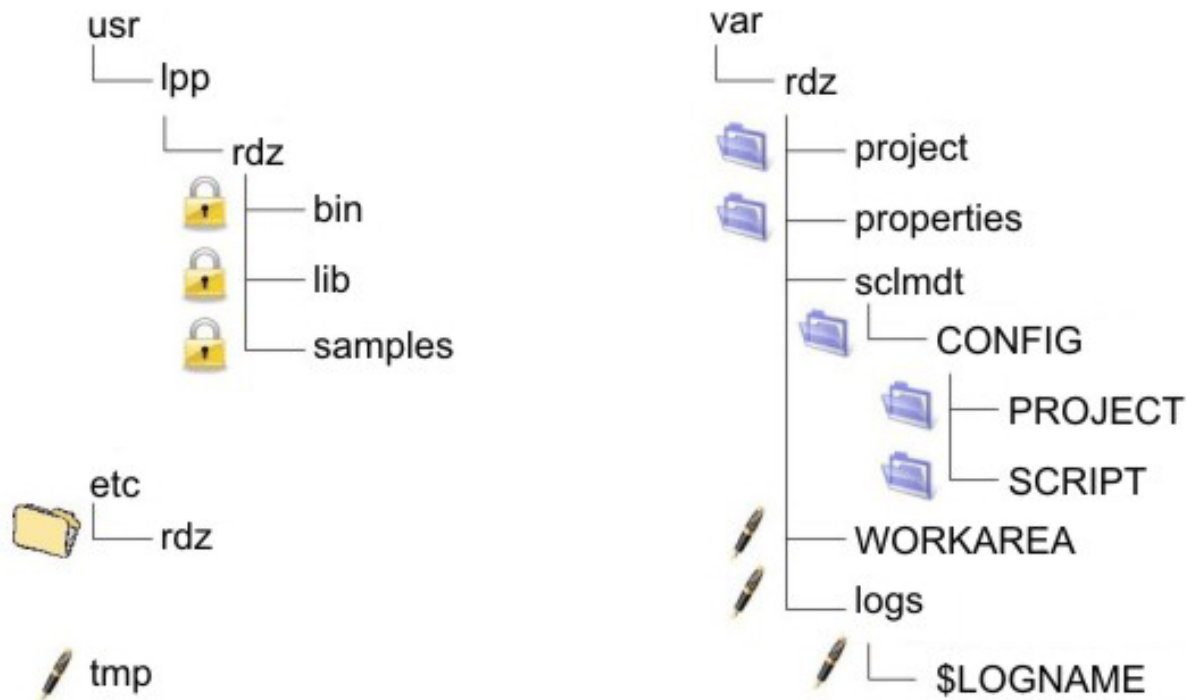 usr
lpp
rdz
bin
lib
samples
etc
rdz
tmp
var
rdz
project
properties
sclmdt
CONFIG
PROJECT
SCRIPT
WORKAREA
logs
$LOGNAME